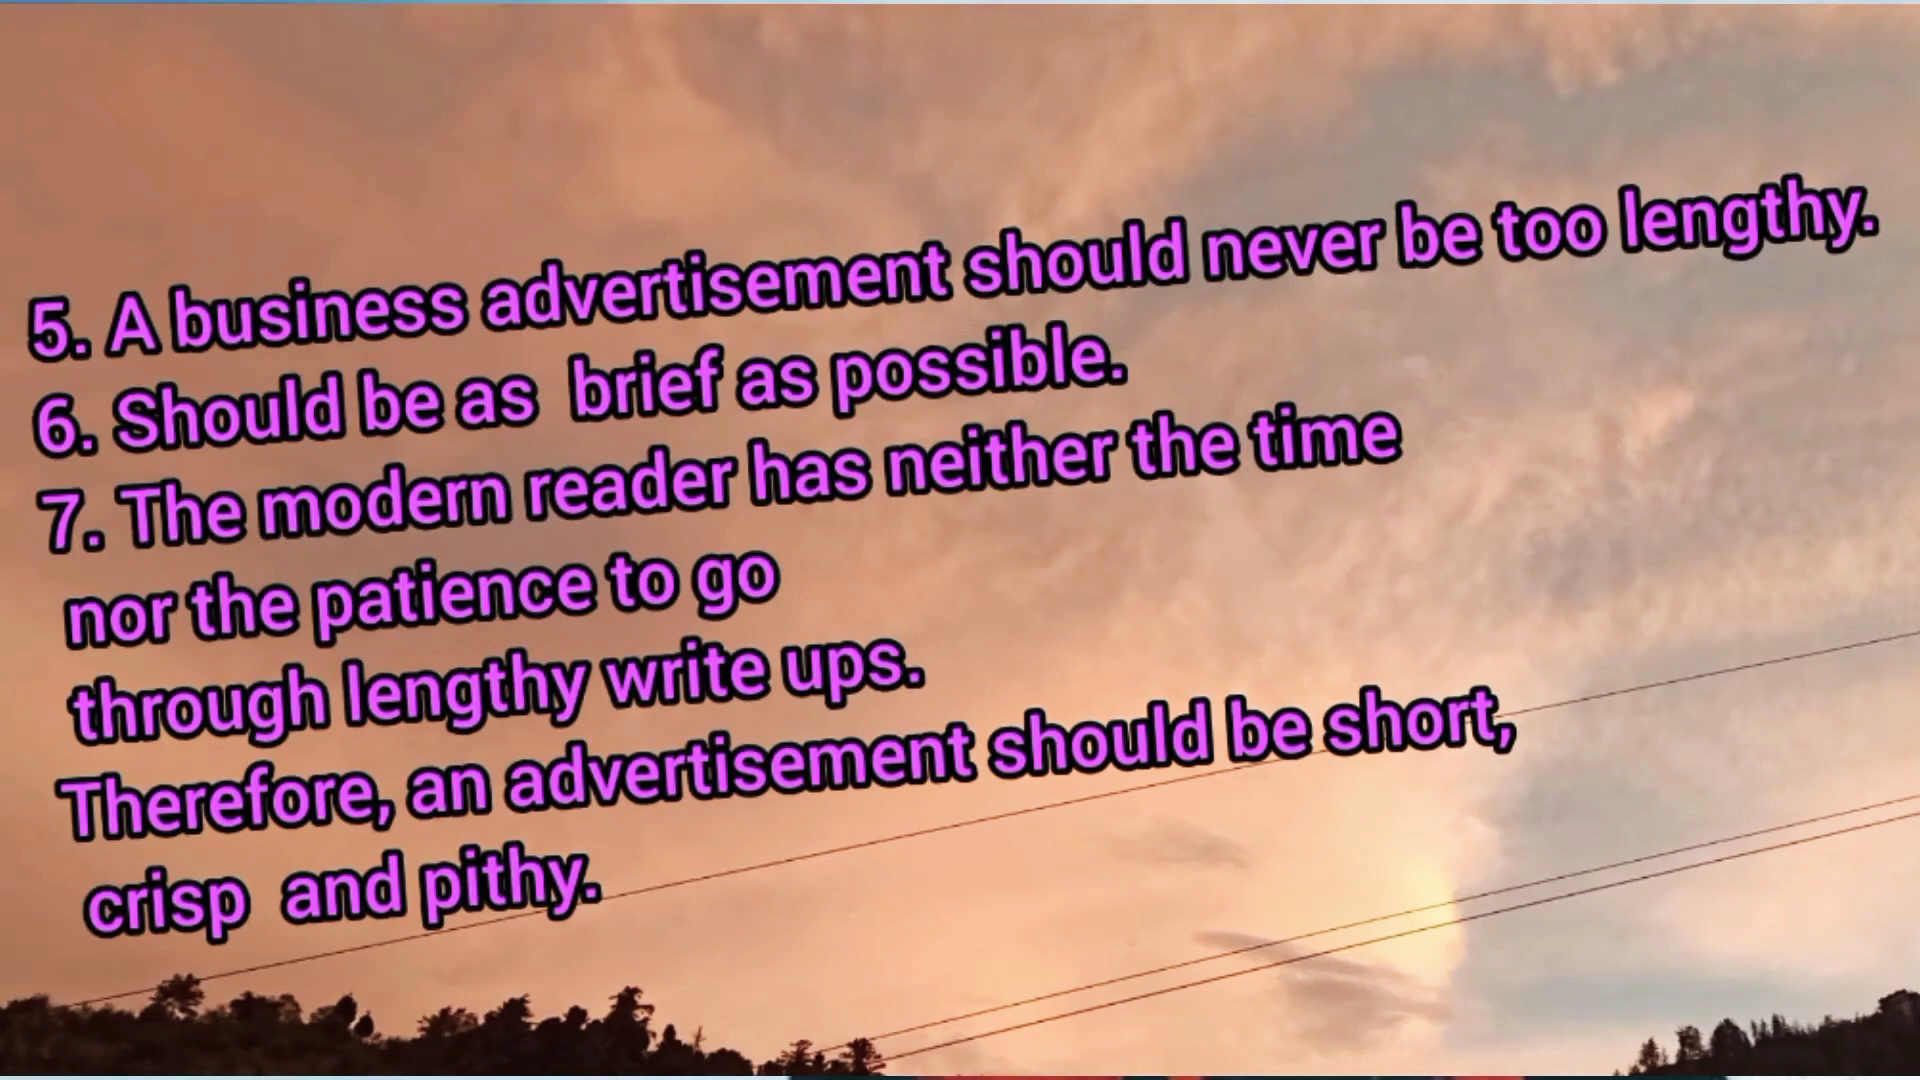 5. A business advertisement should never be too lengthy.
6. Should be as  brief as possible.
7. The modern reader has neither the time
nor the patience to go
through lengthy write ups.
Therefore, an advertisement should be short,
crisp  and pithy.